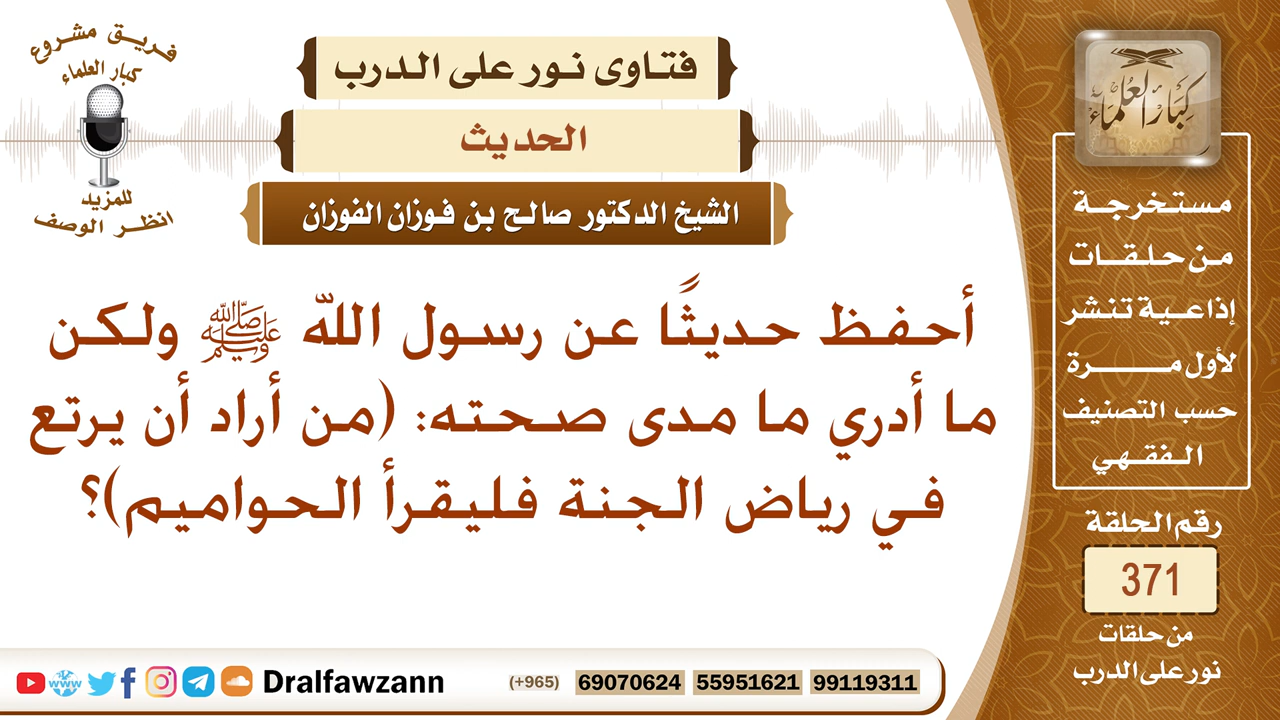 فريق مشروع
كبار العلماء
للمزيد
انظر الوصف
فتاوى نور على الدرب
الحديث
الشيخ الدكتور صالح بن فوزان الفوزان
أحفظ حديثًا عن رسول اللّه ﷺ ولكن
ما أدري ما مدى صحته: (من أراد أن يرتع
في رياض الجنة فليقرأ الحواميم)؟
كبار العلماء
مستخرجة
من حلقات
إذاعية تنشر
لأول مرة
حسب التصنيف
الفقهي
رقم الحلقة
371
من حلقات
نور على الدرب
Dralfawzann (+965) 69070624 55951621 99119311